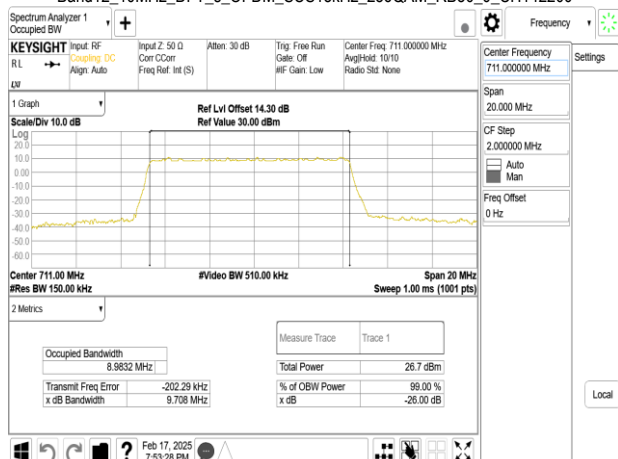 Spectrum Analyzer 1
Occupied BW
+
Frequency
KEYSIGHT
RL
LXI
Input: RF
Coupling: DC
Align: Auto
Input Z: 50 Ω
Corr CCorr
Freq Ref: Int (S)
Atten: 30 dB
Trig: Free Run
Gate: Off
#IF Gain: Low
Center Freq: 711.000000 MHz
Avg|Hold: 10/10
Radio Std: None
Center Frequency
711.000000 MHz
Settings
Span
20.000 MHz
CF Step
2.000000 MHz
Auto
Man
Freq Offset
0 Hz
Local
1 Graph
Scale/Div 10.0 dB
Ref Lvl Offset 14.30 dB
Ref Value 30.00 dBm
Log
20.0
10.0
0.00
-10.0
-20.0
-30.0
-40.0
-50.0
-60.0
Center 711.00 MHz
#Video BW 510.00 kHz
Span 20 MHz
#Res BW 150.00 kHz
Sweep 1.00 ms (1001 pts)
2 Metrics
Occupied Bandwidth
8.9832 MHz
Transmit Freq Error -202.29 kHz
x dB Bandwidth 9.708 MHz
Measure Trace Trace 1
Total Power 26.7 dBm
% of OBW Power 99.00 %
x dB -26.00 dB
?
Feb 17, 2025
7:53:28 PM